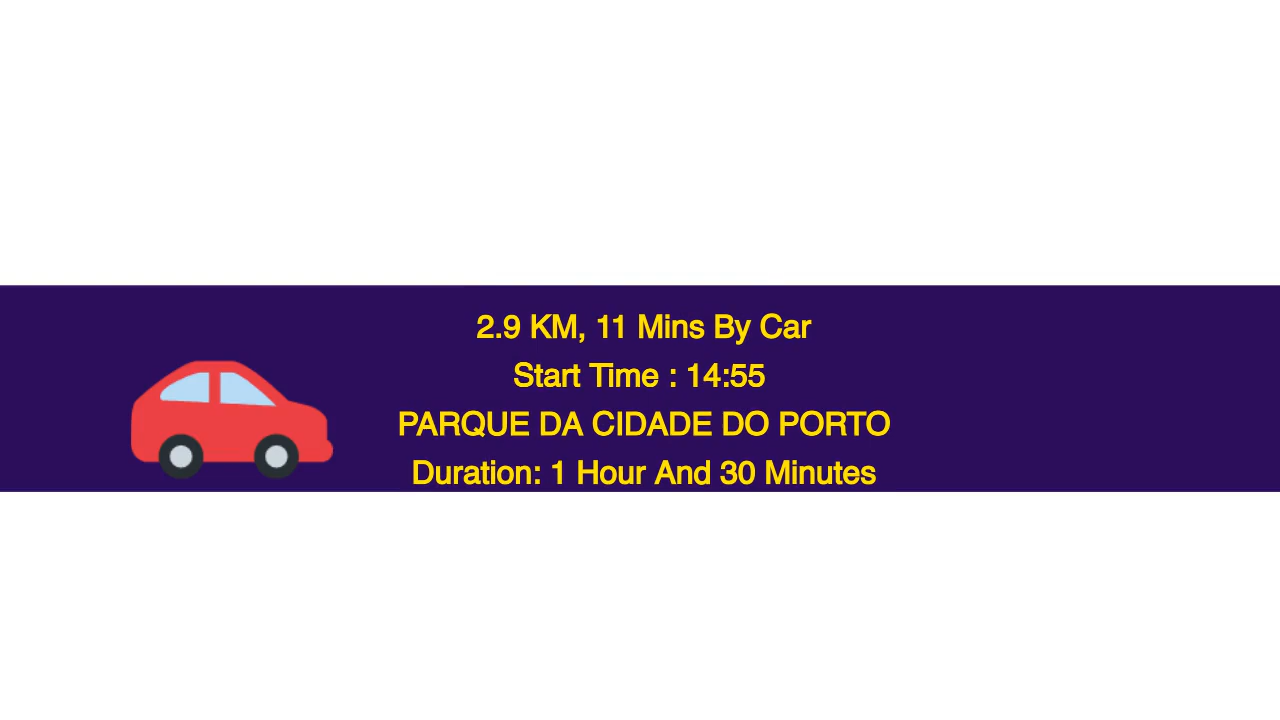 2.9 KM, 11 Mins By Car
Start Time : 14:55
PARQUE DA CIDADE DO PORTO
Duration: 1 Hour And 30 Minutes